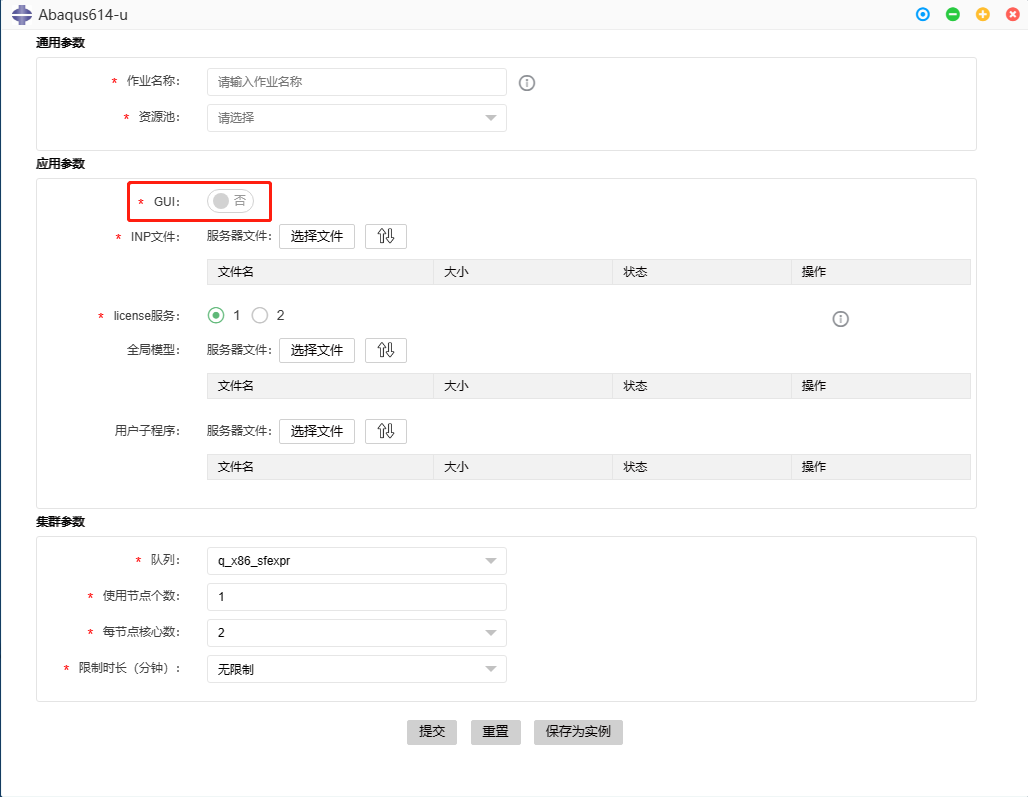 Abaqus614-u
通用参数
* 作业名称: 请输入作业名称
* 资源池: 请选择
应用参数
* GUI: 否
* INP文件: 服务器文件: 选择文件
文件名 大小 状态 操作
* license服务: 1 2
全局模型: 服务器文件: 选择文件
文件名 大小 状态 操作
用户子程序: 服务器文件: 选择文件
文件名 大小 状态 操作
集群参数
* 队列: q_x86_sfexpr
* 使用节点个数: 1
* 每节点核心数: 2
* 限制时长（分钟）: 无限制
提交 重置 保存为实例